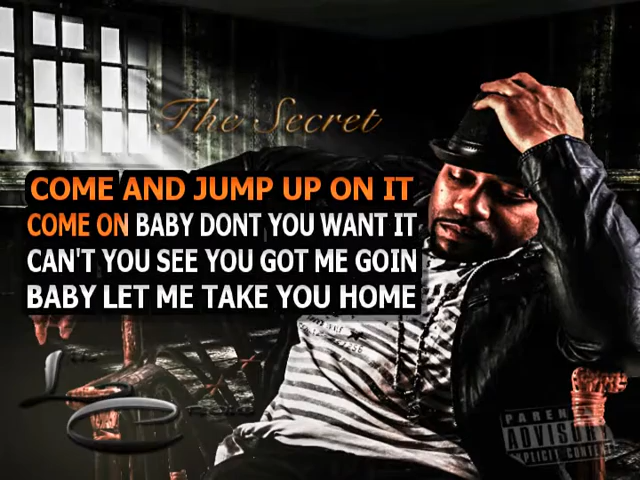 The Secret
COME AND JUMP UP ON IT
COME ON BABY DONT YOU WANT IT
CAN'T YOU SEE YOU GOT ME GOIN
BABY LET ME TAKE YOU HOME
PARENTAL
ADVISORY
EXPLICIT CONTENT